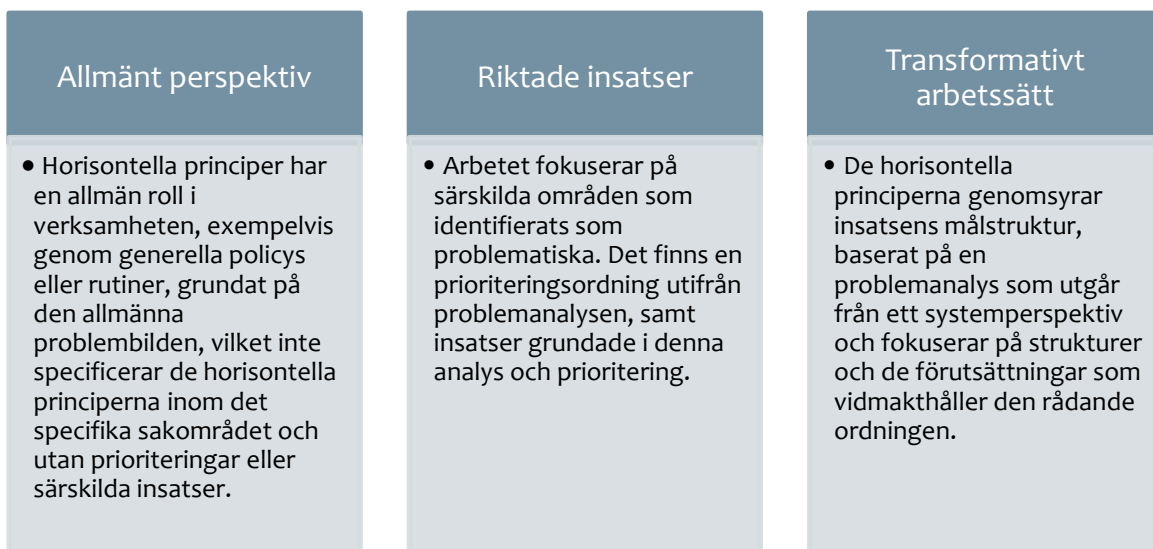 Allmänt perspektiv
• Horisontella principer har
en allmän roll i
verksamheten, exempelvis
genom generella policys
eller rutiner, grundat på
den allmänna
problembilden, vilket inte
specificerar de horisontella
principerna inom det
specifika sakområdet och
utan prioriteringar eller
särskilda insatser.
Riktade insatser
• Arbetet fokuserar på
särskilda områden som
identifierats som
problematiska. Det finns en
prioriteringsordning utifrån
problemanalysen, samt
insatser grundade i denna
analys och prioritering.
Transformativt
arbetssätt
• De horisontella
principerna genomsyrar
insatsens målstruktur,
baserat på en
problemanalys som utgår
från ett systemperspektiv
och fokuserar på strukturer
och de förutsättningar som
vidmakthåller den rådande
ordningen.